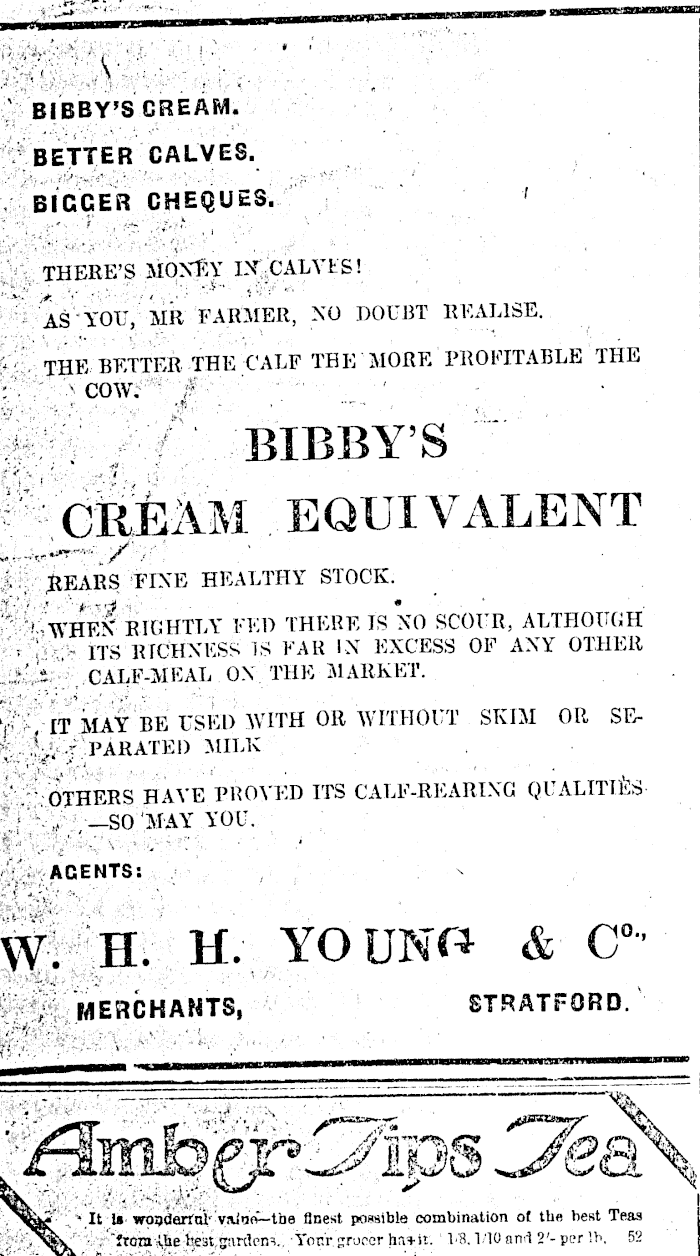 BIBBY'S CREAM.
BETTER CALVES.
BIGGER CHEQUES.
THERE'S MONEY IN CALVES!
AS YOU, MR FARMER, NO DOUBT REALISE.
THE BETTER THE CALF THE MORE PROFITABLE THE
COW.
BIBBY'S
CREAM EQUIVALENT
REARS FINE HEALTHY STOCK.
WHEN RIGHTLY FED THERE IS NO SCOUR, ALTHOUGH
ITS RICHNESS IS FAR IN EXCESS OF ANY OTHER
CALF-MEAL ON THE MARKET.
IT MAY BE USED WITH OR WITHOUT SKIM OR SE-
PARATED MILK
OTHERS HAVE PROVED ITS CALF-REARING QUALITIES
—SO MAY YOU.
AGENTS:
W. H. H. YOUNG & Co.,
MERCHANTS, STRATFORD.
Amber Tips Tea
It is wonderful value—the finest possible combination of the best Teas
from the best gardens. Your grocer has it. 1/8, 1/10 and 2/- per lb. 52